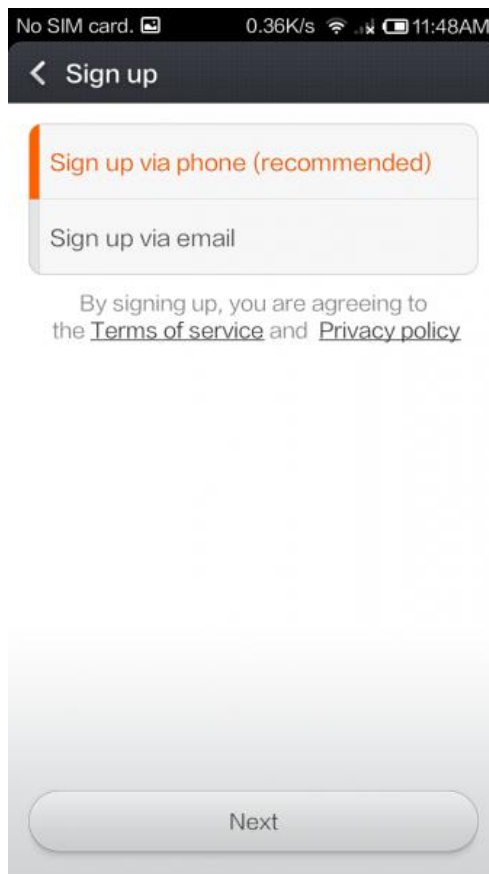 No SIM card. 0.36K/s 11:48AM
Sign up
Sign up via phone (recommended)
Sign up via email
By signing up, you are agreeing to
the Terms of service and Privacy policy
Next